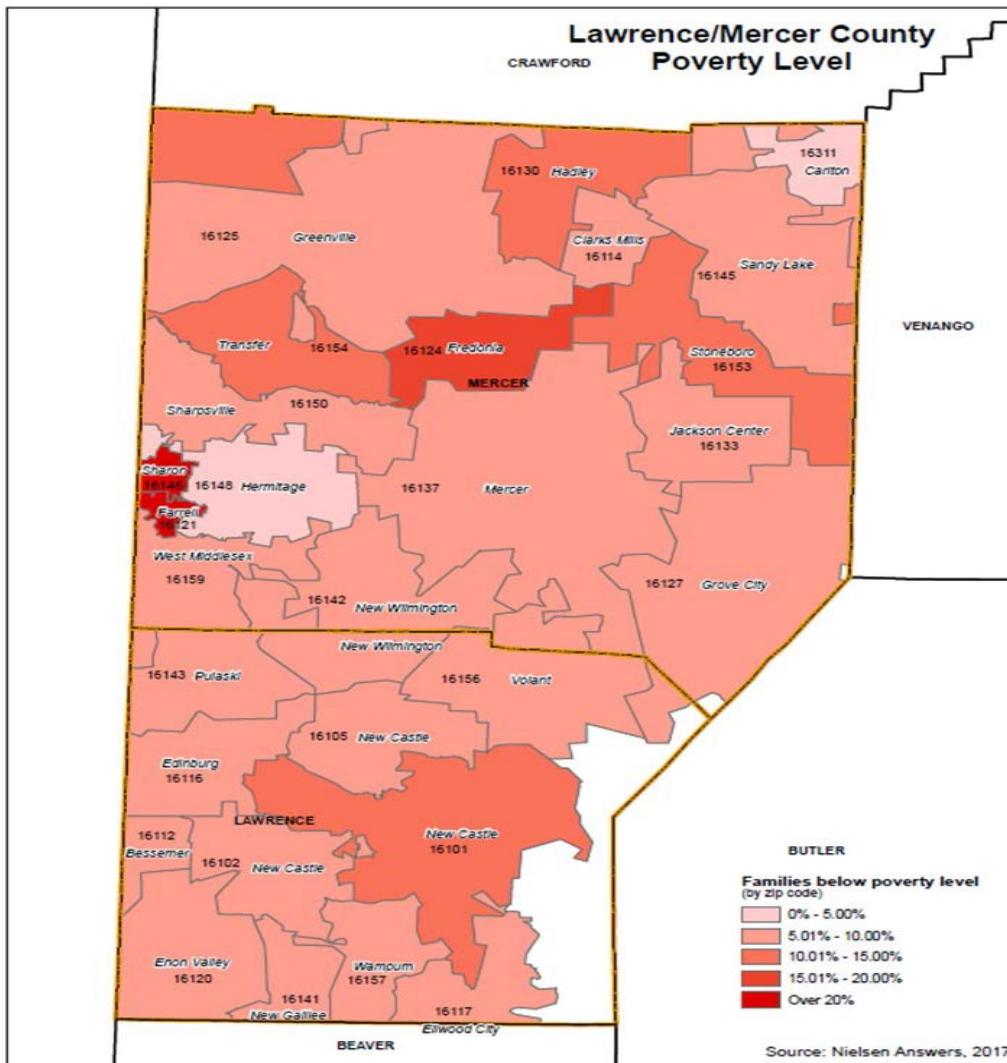 Lawrence/Mercer County
Poverty Level
CRAWFORD
16311
Carlton
16130
Hadley
16125
Greenville
Clarks Mills
16114
16145
Sandy Lake
VENANGO
Transfer
16154
16124
Fredonia
Stoneboro
16153
MERCER
16150
Sharpsville
Jackson Center
16133
Sharon
16146
16148
Hermitage
16137
Mercer
Farrell
16121
West Middlesex
16159
16142
New Wilmington
16127
Grove City
New Wilmington
16143
Pulaski
16156
Volant
16105
New Castle
Edinburg
16116
LAWRENCE
16112
Bessemer
16102
New Castle
New Castle
16101
BUTLER
Families below poverty level
(by zip code)
0% - 5.00%
5.01% - 10.00%
10.01% - 15.00%
15.01% - 20.00%
Over 20%
Enon Valley
16120
Wampum
16157
16141
New Galilee
16117
Ellwood City
BEAVER
Source: Nielsen Answers, 2017